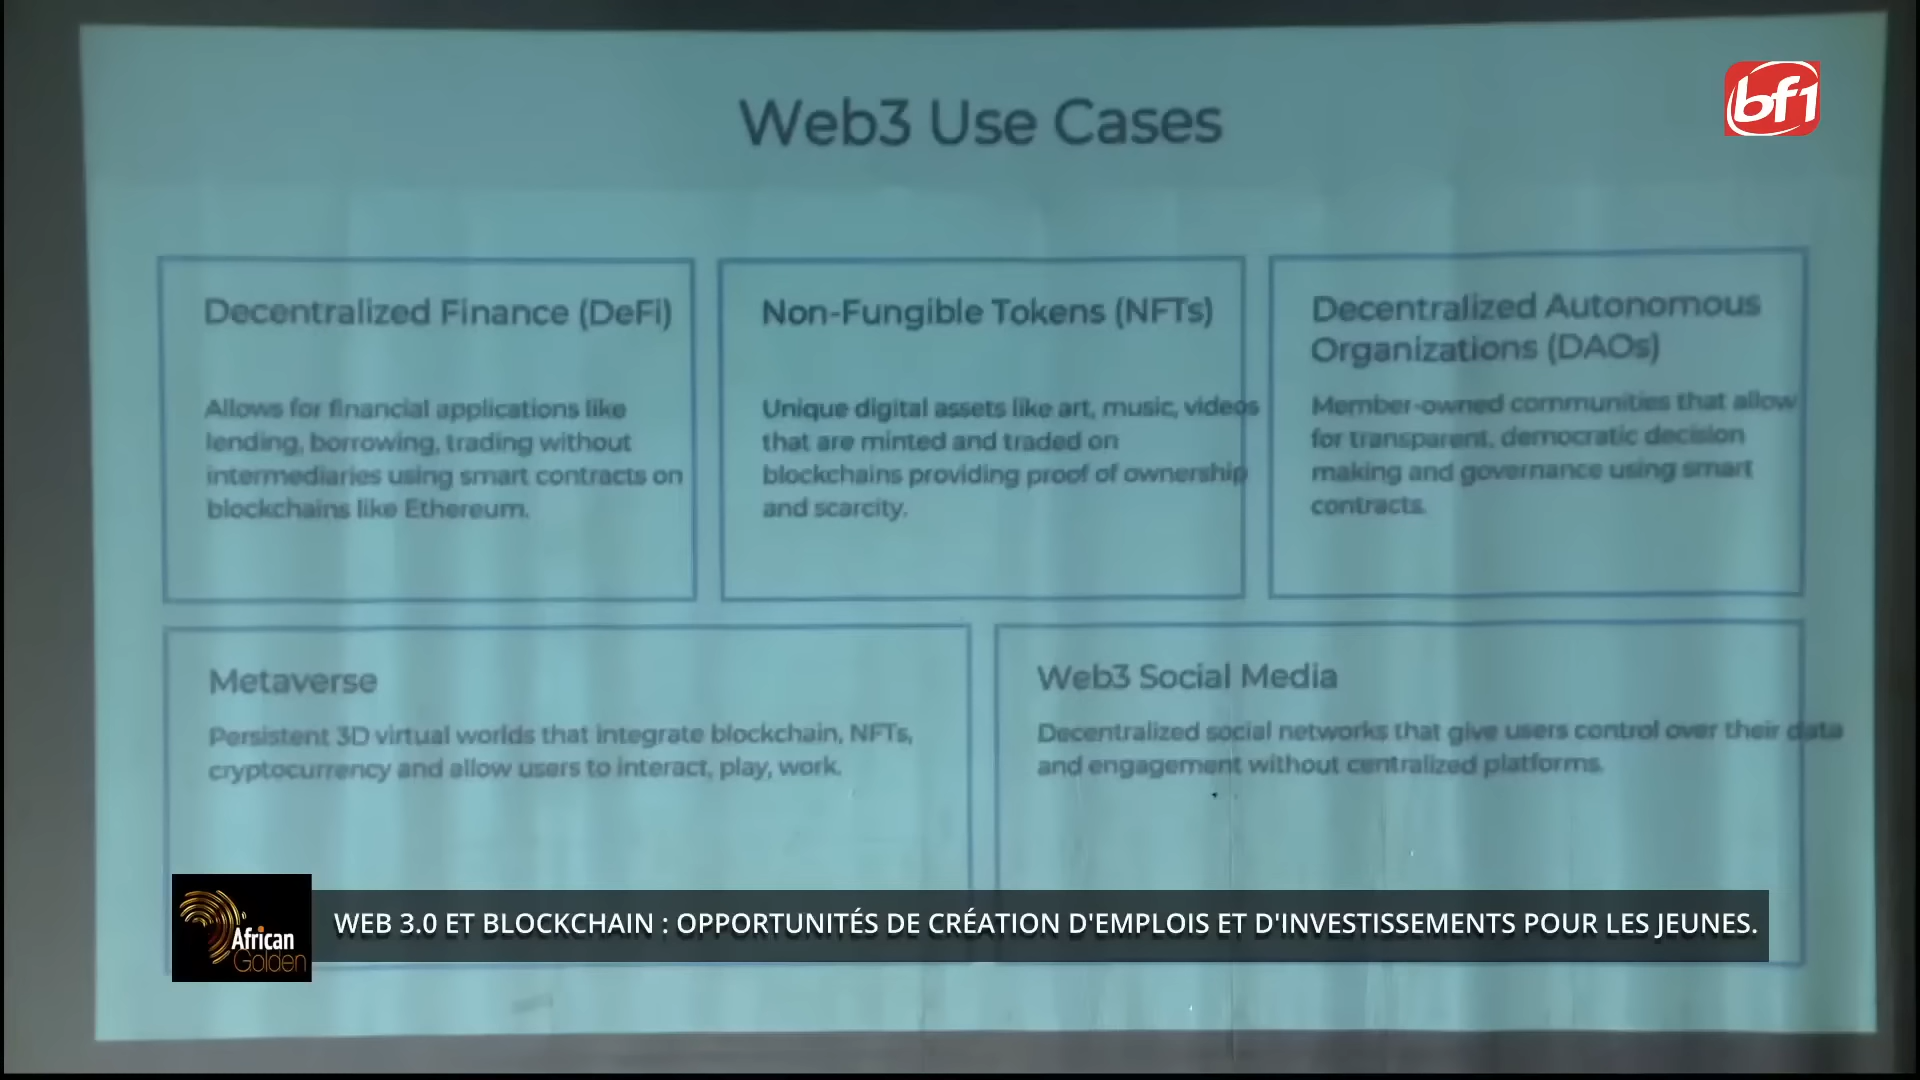 bf1
Web3 Use Cases
Decentralized Finance (DeFi)
Allows for financial applications like
lending, borrowing, trading without
intermediaries using smart contracts on
blockchains like Ethereum.
Non-Fungible Tokens (NFTs)
Unique digital assets like art, music, videos
that are minted and traded on
blockchains providing proof of ownership
and scarcity.
Decentralized Autonomous
Organizations (DAOs)
Member-owned communities that allow
for transparent, democratic decision
making and governance using smart
contracts.
Metaverse
Persistent 3D virtual worlds that integrate blockchain, NFTs,
cryptocurrency and allow users to interact, play, work.
Web3 Social Media
Decentralized social networks that give users control over their data
and engagement without centralized platforms.
African
Golden
WEB 3.0 ET BLOCKCHAIN : OPPORTUNITÉS DE CRÉATION D'EMPLOIS ET D'INVESTISSEMENTS POUR LES JEUNES.